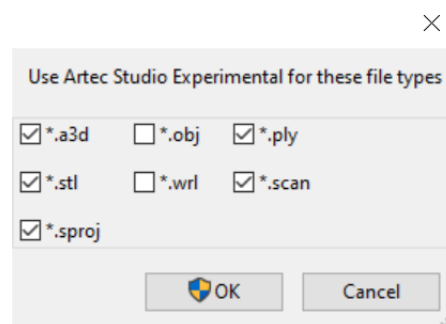 Use Artec Studio Experimental for these file types
*.a3d *.obj *.ply
*.stl *.wrl *.scan
*.sproj
OK Cancel